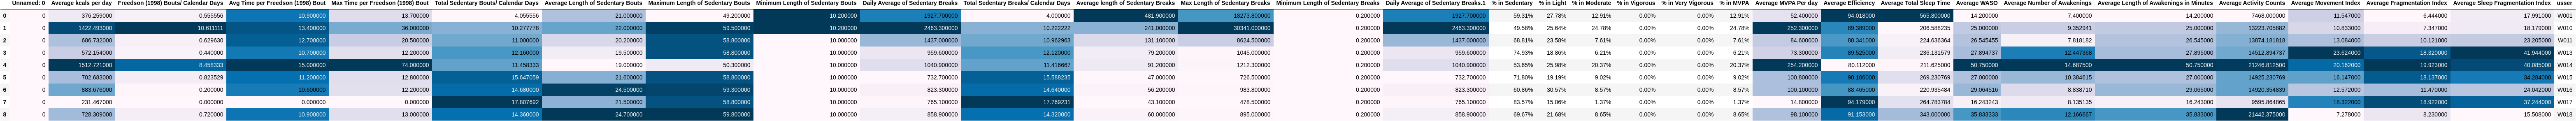 Unnamed: 0 Average kcals per day Freedson (1998) Bouts/ Calendar Days Avg Time per Freedson (1998) Bout Max Time per Freedson (1998) Bout Total Sedentary Bouts/ Calendar Days Average Length of Sedentary Bouts Maximum Length of Sedentary Bouts Minimum Length of Sedentary Bouts Daily Average of Sedentary Breaks Total Sedentary Breaks/ Calendar Days Average length of Sedentary Breaks Max Length of Sedentary Breaks Minimum Length of Sedentary Breaks Daily Average of Sedentary Breaks.1 % in Sedentary % in Light % in Moderate % in Vigorous % in Very Vigorous % in MVPA Average MVPA Per day Average Efficiency Average Total Sleep Time Average WASO Average Number of Awakenings Average Length of Awakenings in Minutes Average Activity Counts Average Movement Index Average Fragmentation Index Average Sleep Fragmentation Index usser
0 0 376.259000 0.555556 10.900000 13.700000 4.055556 21.000000 49.200000 10.200000 1927.700000 4.000000 481.900000 18273.800000 0.200000 1927.700000 59.31% 27.78% 12.91% 0.00% 0.00% 12.91% 52.400000 94.018000 565.800000 14.200000 7.400000 14.200000 7468.000000 11.547000 6.444000 17.991000 W001
1 0 1422.493000 10.611111 13.400000 36.000000 10.277778 22.000000 59.500000 10.200000 2463.300000 10.222222 241.000000 30341.000000 0.200000 2463.300000 49.58% 25.64% 24.78% 0.00% 0.00% 24.78% 252.300000 89.389000 206.588235 25.000000 9.352941 25.000000 13223.705882 10.833000 7.347000 18.179000 W010
2 0 686.732000 0.629630 12.700000 20.500000 11.000000 20.200000 58.800000 10.000000 1437.000000 10.962963 131.100000 8624.500000 0.200000 1437.000000 68.81% 23.58% 7.61% 0.00% 0.00% 7.61% 84.600000 88.341000 224.636364 26.545455 7.818182 26.545000 13874.181818 13.084000 10.121000 23.205000 W011
3 0 572.154000 0.440000 10.700000 12.200000 12.160000 19.500000 58.800000 10.000000 959.600000 12.120000 79.200000 1045.000000 0.200000 959.600000 74.93% 18.86% 6.21% 0.00% 0.00% 6.21% 73.300000 89.525000 236.131579 27.894737 12.447368 27.895000 14512.894737 23.624000 18.320000 41.944000 W013
4 0 1512.721000 8.458333 15.000000 74.000000 11.458333 19.000000 50.300000 10.000000 1040.900000 11.416667 91.200000 1212.300000 0.200000 1040.900000 53.65% 25.98% 20.37% 0.00% 0.00% 20.37% 254.200000 80.112000 211.625000 50.750000 14.687500 50.750000 21246.812500 20.162000 19.923000 40.085000 W014
5 0 702.683000 0.823529 11.200000 12.800000 15.647059 21.600000 58.800000 10.000000 732.700000 15.588235 47.000000 726.500000 0.200000 732.700000 71.80% 19.19% 9.02% 0.00% 0.00% 9.02% 100.800000 90.106000 269.230769 27.000000 10.384615 27.000000 14925.230769 16.147000 18.137000 34.284000 W015
6 0 883.676000 0.200000 10.600000 12.200000 14.680000 24.500000 59.300000 10.000000 823.300000 14.640000 56.200000 983.800000 0.200000 823.300000 60.86% 30.57% 8.57% 0.00% 0.00% 8.57% 100.100000 88.465000 220.935484 29.064516 8.838710 29.065000 14920.354839 12.572000 11.470000 24.042000 W016
7 0 231.467000 0.000000 0.000000 0.000000 17.807692 21.500000 58.800000 10.000000 765.100000 17.769231 43.100000 478.500000 0.200000 765.100000 83.57% 15.06% 1.37% 0.00% 0.00% 1.37% 14.800000 94.179000 264.783784 16.243243 8.135135 16.243000 9595.864865 18.322000 18.922000 37.244000 W017
8 0 728.309000 0.720000 10.900000 13.000000 14.360000 24.700000 59.800000 10.000000 858.900000 14.320000 60.000000 895.000000 0.200000 858.900000 69.67% 21.68% 8.65% 0.00% 0.00% 8.65% 98.100000 91.153000 343.000000 35.833333 12.166667 35.833000 21442.375000 7.278000 8.230000 15.508000 W018